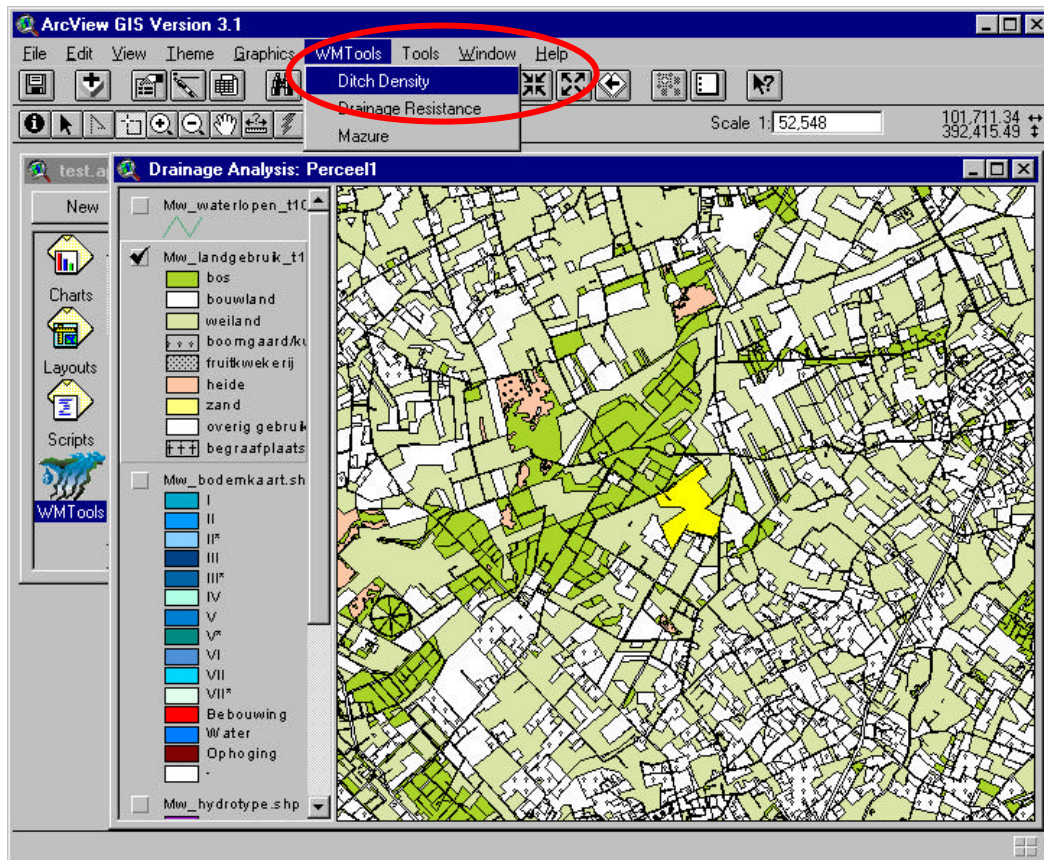 ArcView GIS Version 3.1
File Edit View Theme Graphics WMTools Tools Window Help
Ditch Density
Drainage Resistance
Mazure
Scale 1: 52,548
101,711.34
392,415.49
test.a
Drainage Analysis: Perceel1
New
Charts
Layouts
Scripts
WMTools
Mw_waterlopen_t10
Mw_landgebruik_t1
bos
bouwland
weiland
boomgaard/ku
fruitkwekerij
heide
zand
overig gebruik
begraafplaats
Mw_bodemkaart.sh
I
II
II*
III
III*
IV
V
V*
VI
VII
VII*
Bebouwing
Water
Ophoging
-
Mw_hydrotype.shp